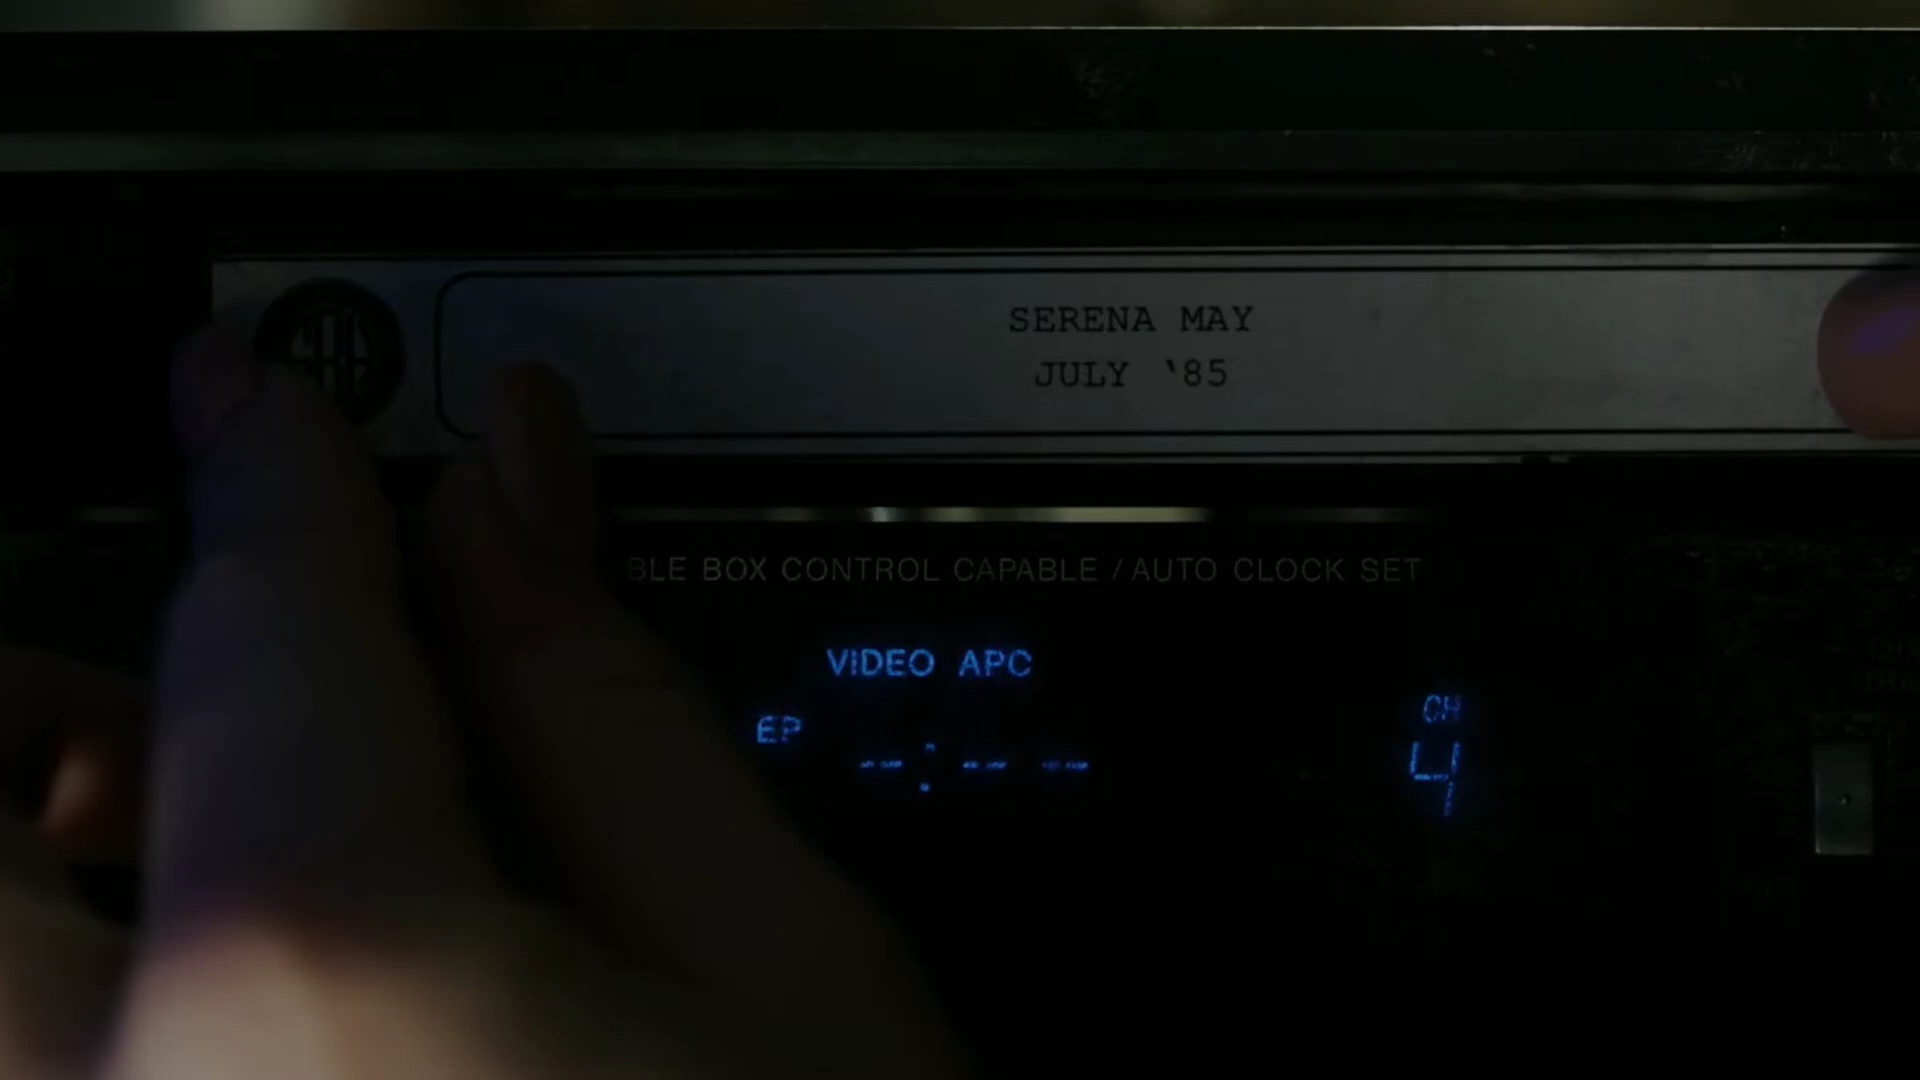 SERENA MAY
JULY '85
BLE BOX CONTROL CAPABLE / AUTO CLOCK SET
VIDEO APC
EP
CH
--:-- --
4